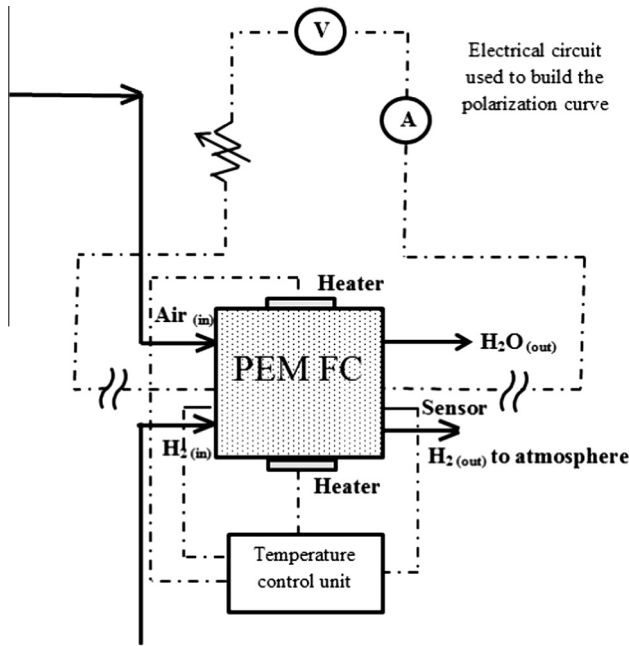 V
Electrical circuit
used to build the
polarization curve
A
Heater
Air (in)
PEM FC
H₂O (out)
Sensor
H₂ (in)
H₂ (out) to atmosphere
Heater
Temperature
control unit